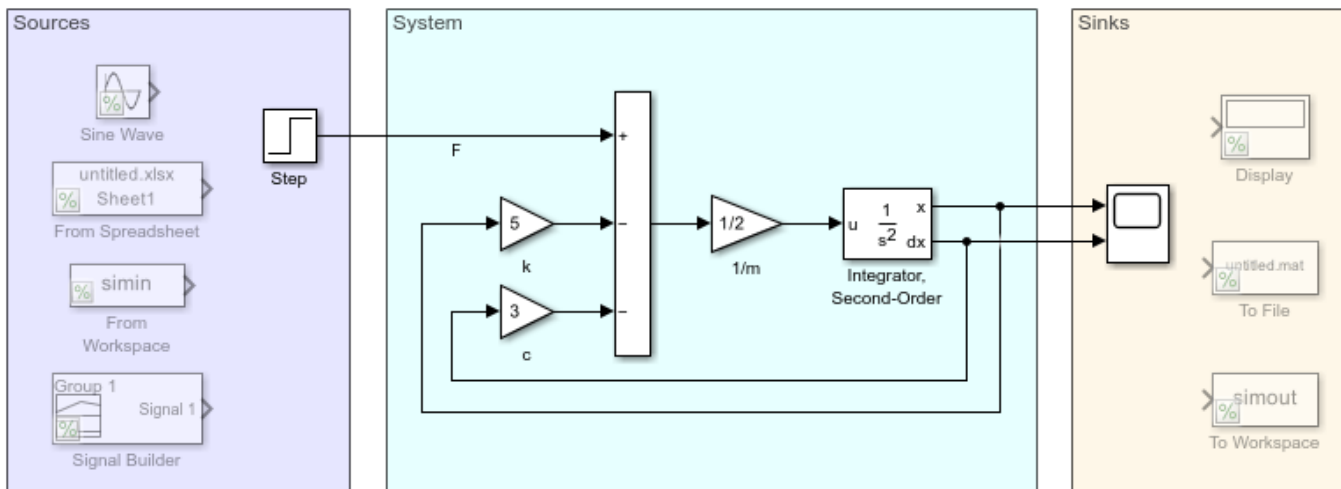 Sources
System
Sinks
%
Sine Wave
Step
untitled.xlsx
Sheet1
%
From Spreadsheet
simin
%
From
Workspace
Group 1
Signal 1
%
Signal Builder
F
+
−
−
5
k
3
c
1/2
1/m
u
1
s2
x
dx
Integrator,
Second-Order
%
Display
untitled.mat
%
To File
simout
%
To Workspace